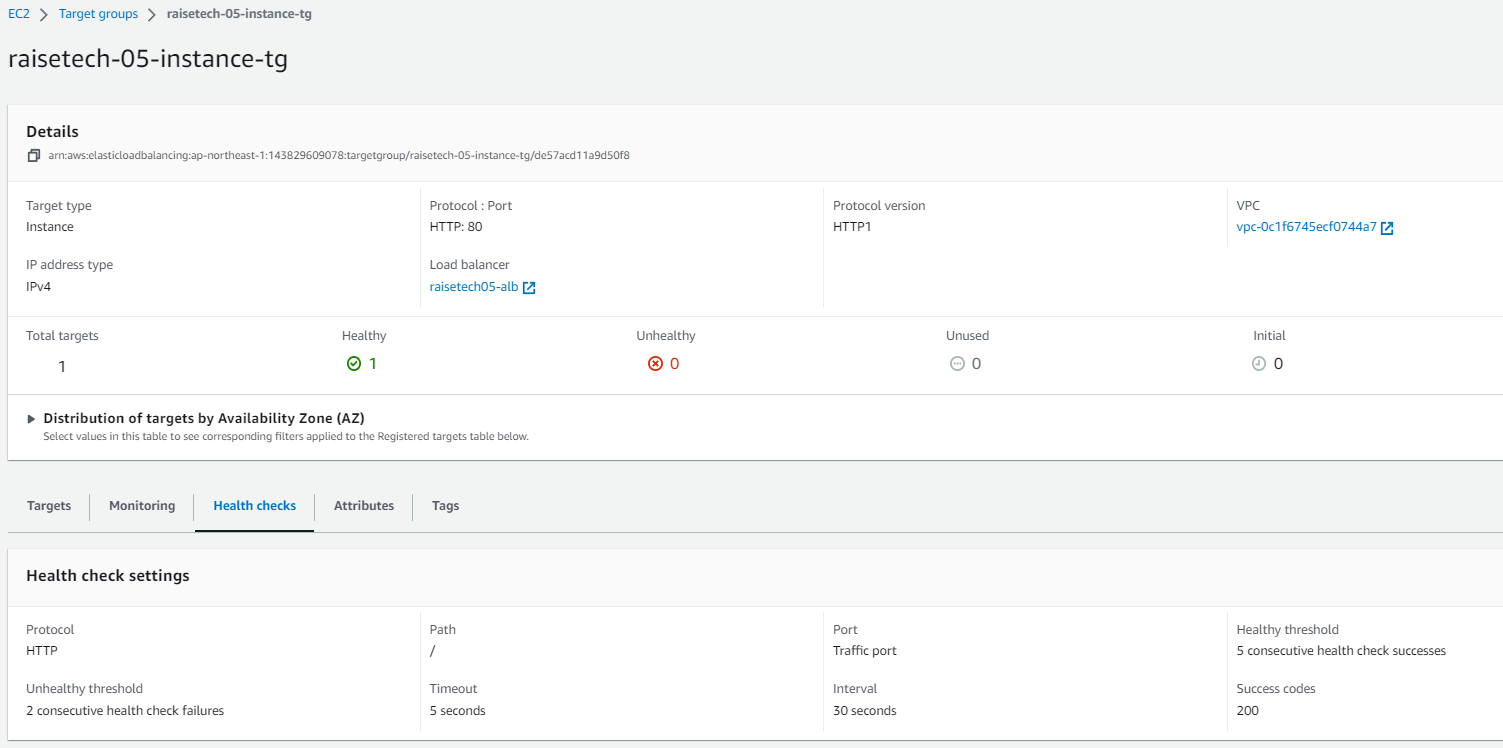 EC2 > Target groups > raisetech-05-instance-tg
raisetech-05-instance-tg
Details
arn:aws:elasticloadbalancing:ap-northeast-1:143829609078:targetgroup/raisetech-05-instance-tg/de57acd11a9d50f8
Target type Protocol : Port Protocol version VPC
Instance HTTP: 80 HTTP1 vpc-0c1f6745ecf0744a7
IP address type Load balancer
IPv4 raisetech05-alb
Total targets Healthy Unhealthy Unused Initial
1 1 0 0 0
Distribution of targets by Availability Zone (AZ)
Select values in this table to see corresponding filters applied to the Registered targets table below.
Targets Monitoring Health checks Attributes Tags
Health check settings
Protocol Path Port Healthy threshold
HTTP / Traffic port 5 consecutive health check successes
Unhealthy threshold Timeout Interval Success codes
2 consecutive health check failures 5 seconds 30 seconds 200